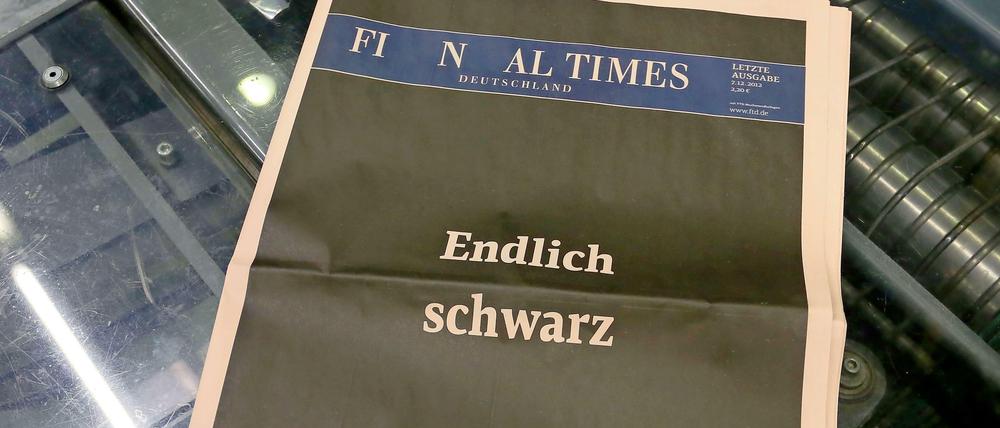 FI N AL TIMES
DEUTSCHLAND
LETZTE
AUSGABE
7.12.2012
2,20 €
www.ftd.de
Endlich
schwarz